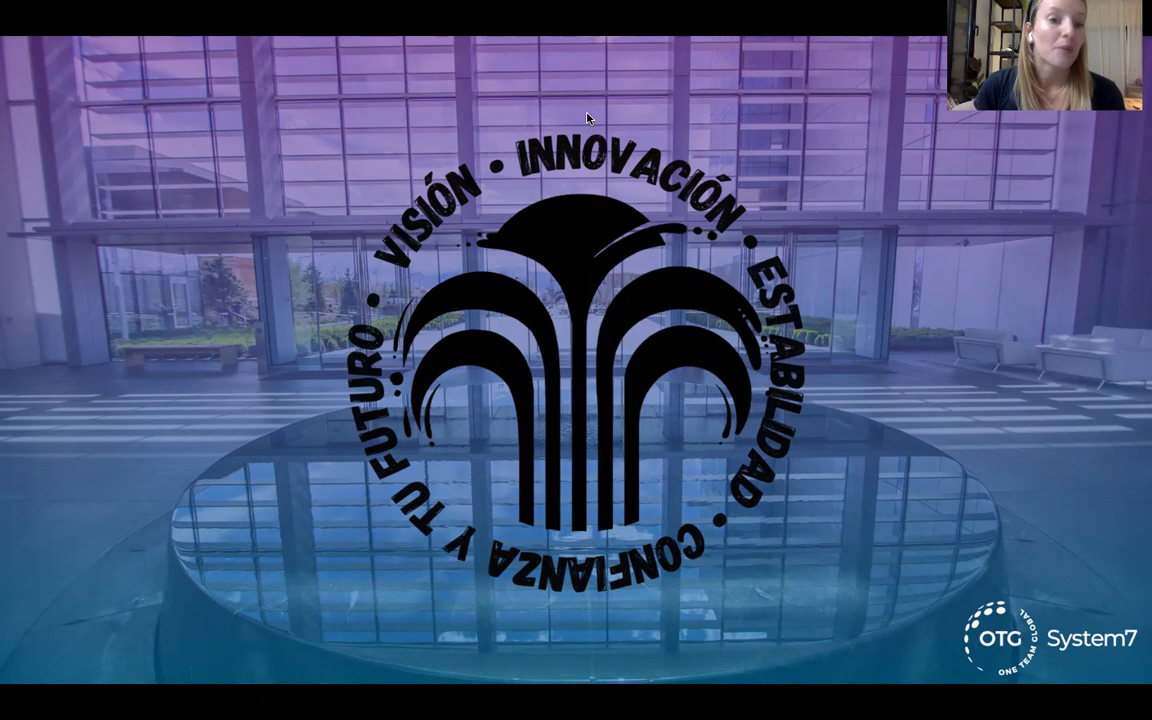 VISIÓN • INNOVACIÓN • ESTABILIDAD • CONFIANZA Y TU FUTURO •
OTG
ONE TEAM GLOBAL
System7